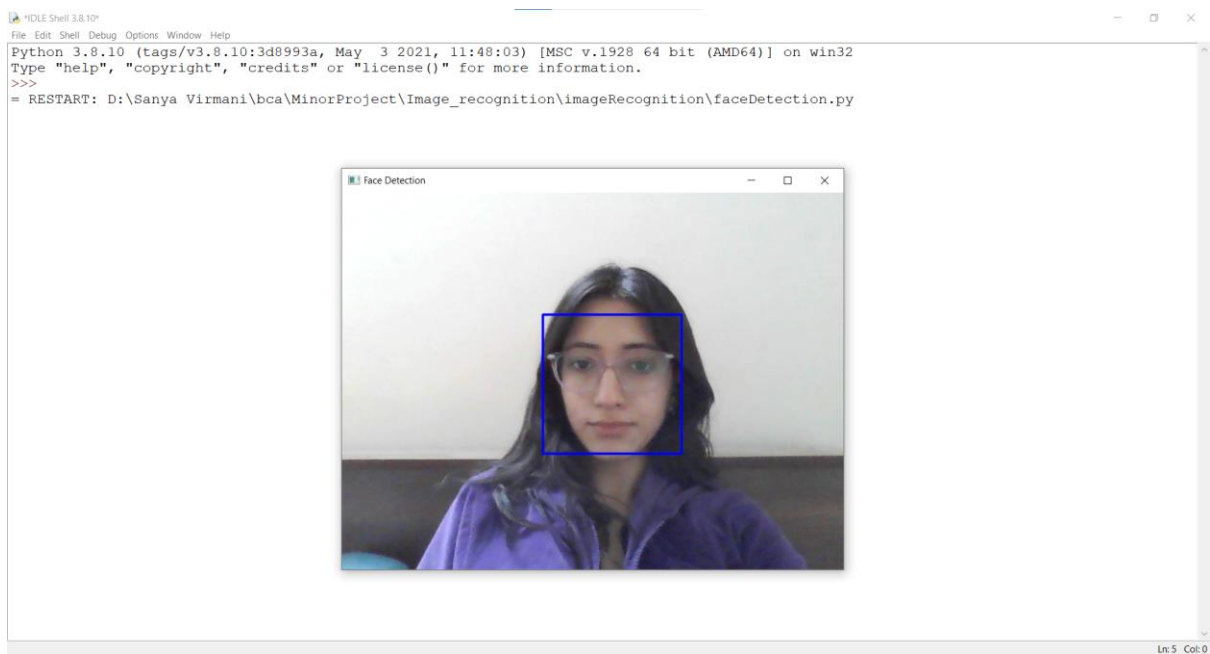 *IDLE Shell 3.8.10*
File Edit Shell Debug Options Window Help
Python 3.8.10 (tags/v3.8.10:3d8993a, May  3 2021, 11:48:03) [MSC v.1928 64 bit (AMD64)] on win32
Type "help", "copyright", "credits" or "license()" for more information.
>>>
= RESTART: D:\Sanya Virmani\bca\MinorProject\Image_recognition\imageRecognition\faceDetection.py
Face Detection
Ln: 5 Col: 0